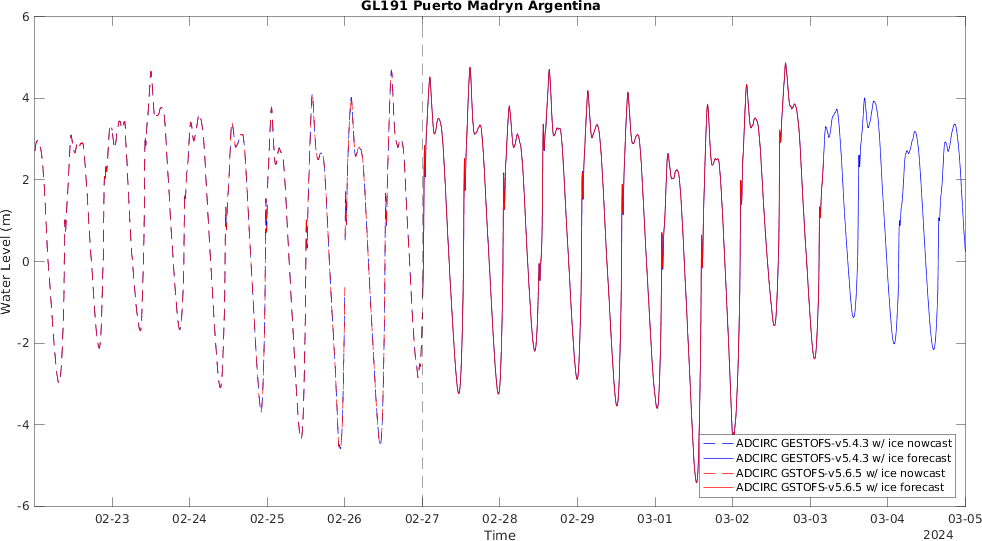 GL191 Puerto Madryn Argentina
6
4
2
0
-2
-4
-6
Water Level (m)
ADCIRC GESTOFS-v5.4.3 w/ ice nowcast
ADCIRC GESTOFS-v5.4.3 w/ ice forecast
ADCIRC GSTOFS-v5.6.5 w/ ice nowcast
ADCIRC GSTOFS-v5.6.5 w/ ice forecast
02-23 02-24 02-25 02-26 02-27 02-28 02-29 03-01 03-02 03-03 03-04 03-05
Time
2024